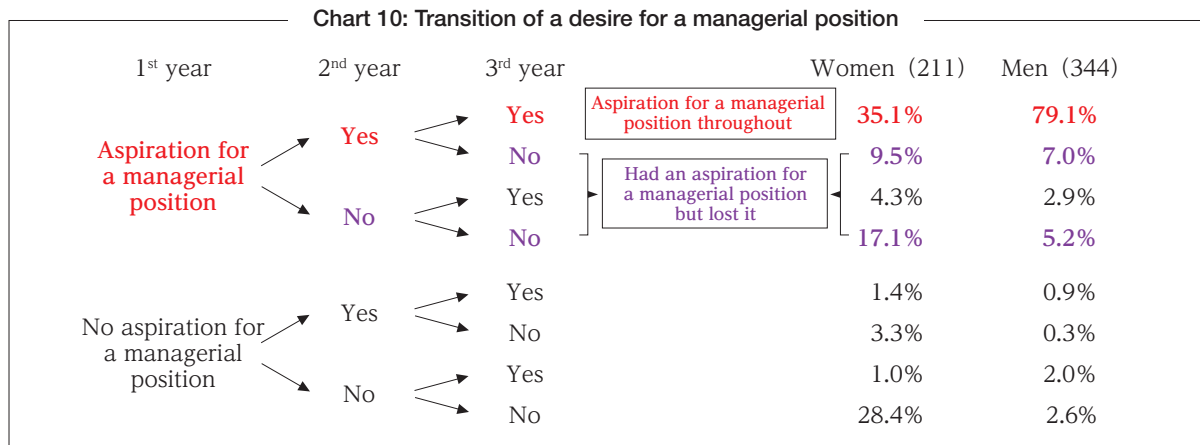 Chart 10: Transition of a desire for a managerial position
1st year 2nd year 3rd year Women (211) Men (344)
Yes Aspiration for a managerial position throughout 35.1% 79.1%
Aspiration for a managerial position
Yes
No 9.5% 7.0%
Had an aspiration for a managerial position but lost it
Yes 4.3% 2.9%
No
No 17.1% 5.2%
Yes 1.4% 0.9%
No aspiration for a managerial position
Yes
No 3.3% 0.3%
Yes 1.0% 2.0%
No
No 28.4% 2.6%